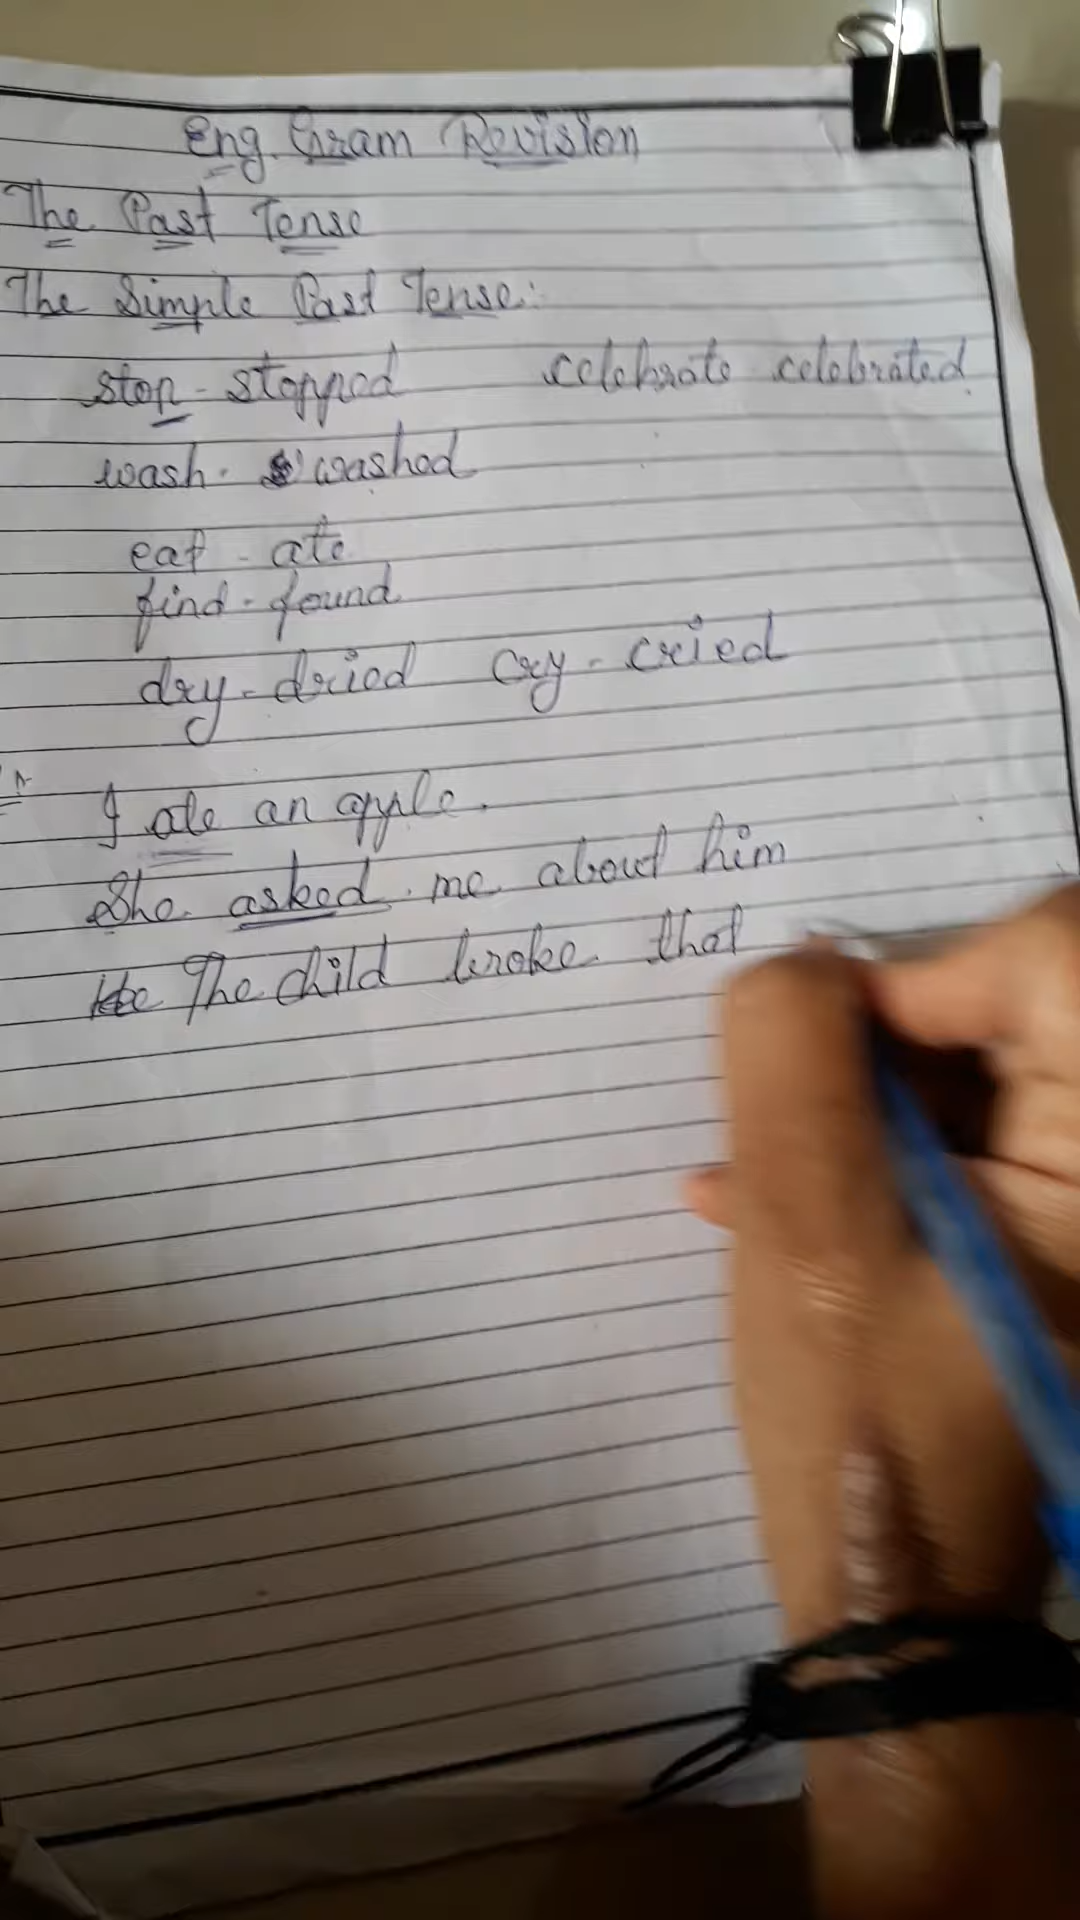 Eng. Gram Revision
The Past Tense
The Simple Past Tense:
stop - stopped celebrate celebrated
wash - washed
eat - ate
find - found
dry - dried cry - cried
I ate an apple.
She asked me about him
The child broke that